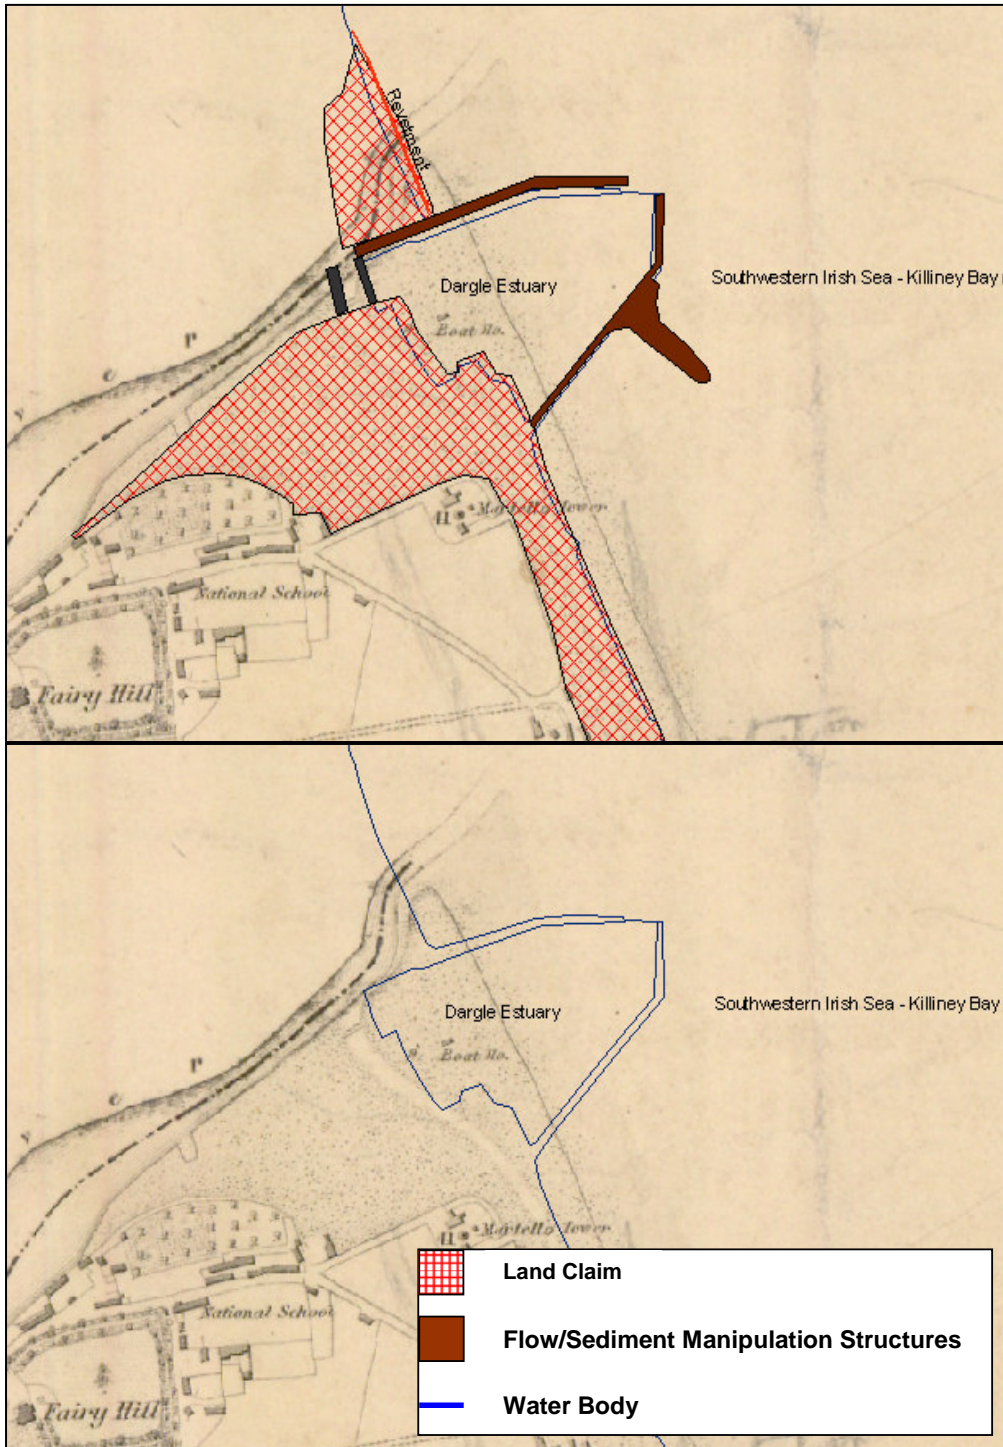 Revetment
Dargle Estuary
Southwestern Irish Sea - Killiney Bay
Boat Ho.
Martello Tower
National School
Fairy Hill
Dargle Estuary
Southwestern Irish Sea - Killiney Bay
Boat Ho.
Martello Tower
National School
Fairy Hill
Land Claim
Flow/Sediment Manipulation Structures
Water Body